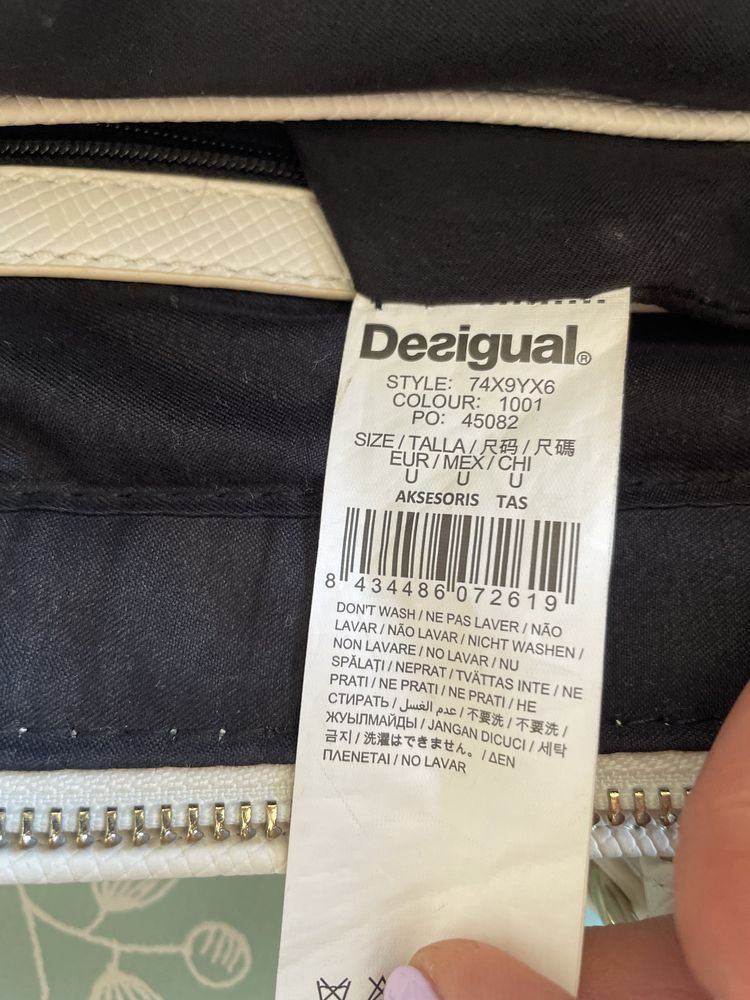 Desigual®
STYLE: 74X9YX6
COLOUR: 1001
PO: 45082
SIZE / TALLA / 尺码 / 尺碼
EUR / MEX / CHI
U U U
AKSESORIS TAS
8 434486 072619
DON'T WASH / NE PAS LAVER / NÃO
LAVAR / NÃO LAVAR / NICHT WASHEN /
NON LAVARE / NO LAVAR / NU
SPĂLAȚI / NEPRAT / TVÄTTAS INTE / NE
PRATI / NE PRATI / NE PRATI / НЕ
СТИРАТЬ / عدم الغسل / 不要洗 / 不要洗 /
ЖУЫЛМАЙДЫ / JANGAN DICUCI / 세탁
금지 / 洗濯はできません。 / ΔΕΝ
ΠΛΕΝΕΤΑΙ / NO LAVAR